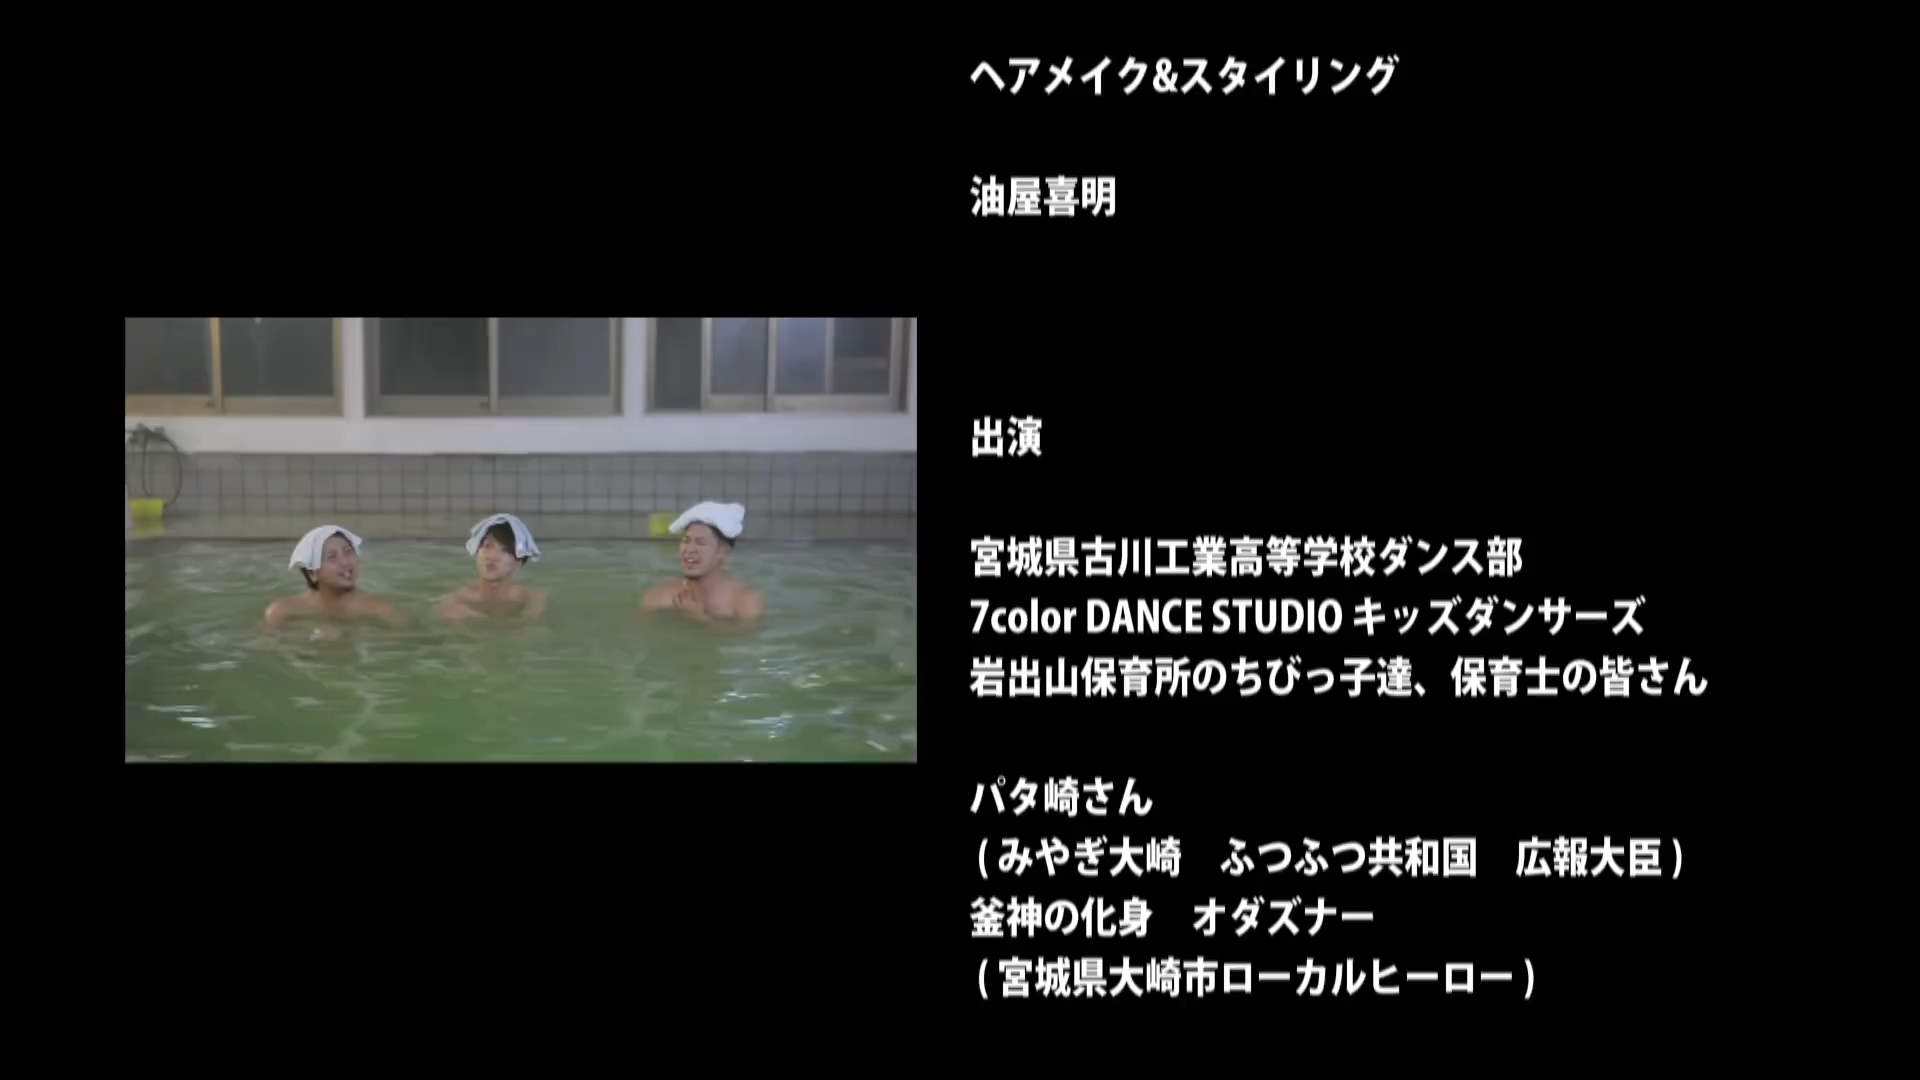 ヘアメイク&スタイリング
油屋喜明
出演
宮城県古川工業高等学校ダンス部
7color DANCE STUDIO キッズダンサーズ
岩出山保育所のちびっ子達、保育士の皆さん
パタ崎さん
( みやぎ大崎　ふつふつ共和国　広報大臣 )
釜神の化身　オダズナー
( 宮城県大崎市ローカルヒーロー )